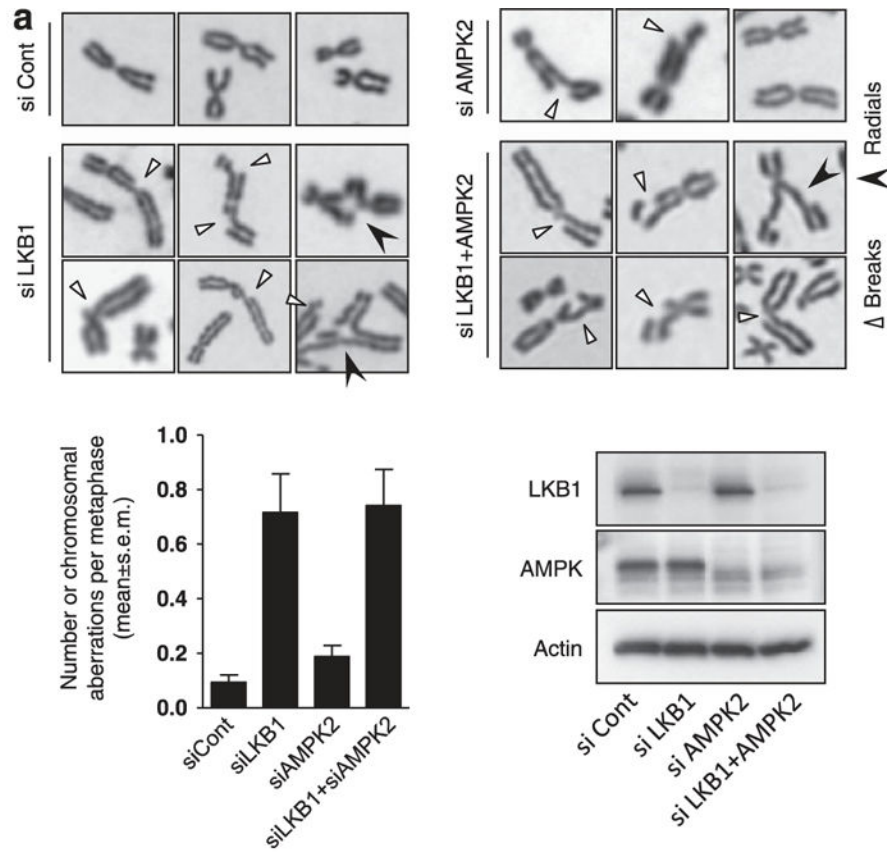 a
si Cont
si LKB1
si AMPK2
si LKB1+AMPK2
Radials
Breaks
Number or chromosomal
aberrations per metaphase
(mean±s.e.m.)
1.0
0.8
0.6
0.4
0.2
0.0
siCont
siLKB1
siAMPK2
siLKB1+siAMPK2
LKB1
AMPK
Actin
si Cont
si LKB1
si AMPK2
si LKB1+AMPK2